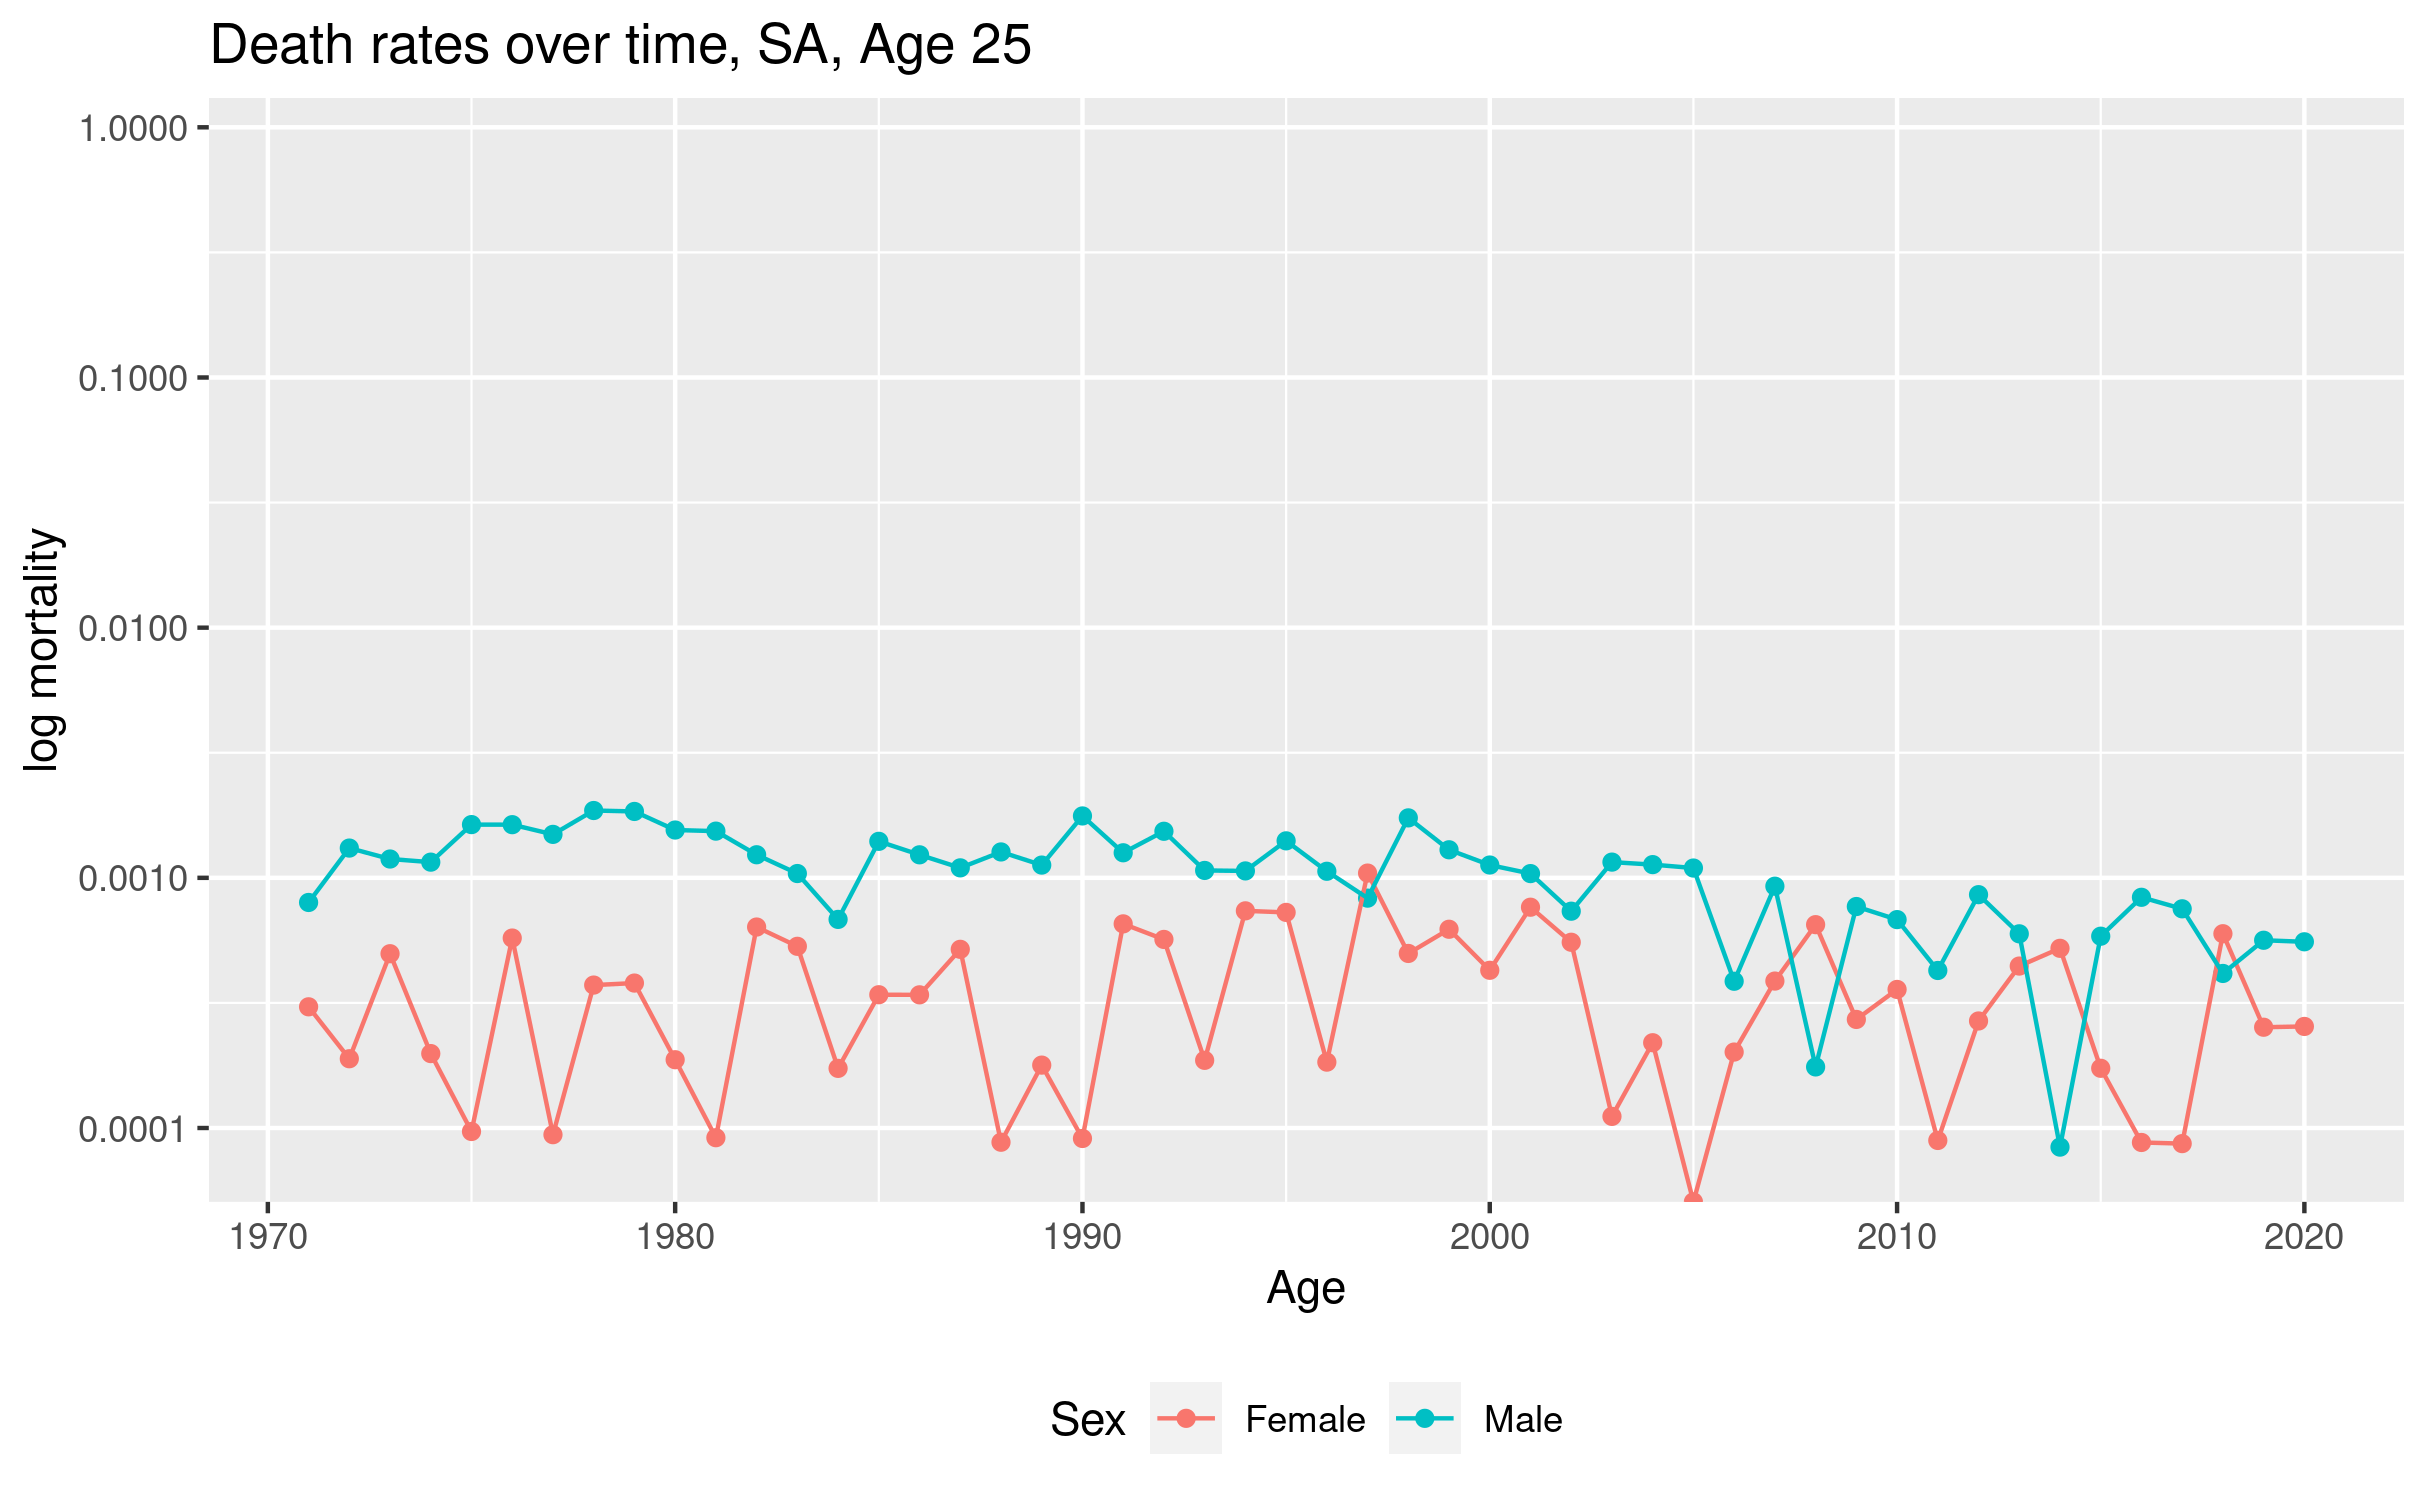 Death rates over time, SA, Age 25
1.0000
0.1000
0.0100
0.0010
0.0001
log mortality
1970 1980 1990 2000 2010 2020
Age
Sex Female Male